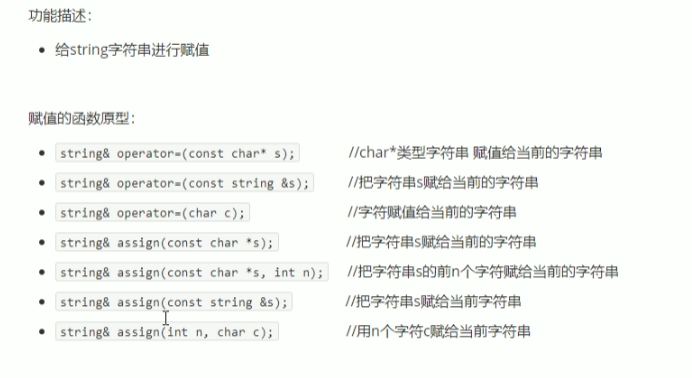 功能描述：
给string字符串进行赋值
赋值的函数原型：
string& operator=(const char* s); //char*类型字符串 赋值给当前的字符串
string& operator=(const string &s); //把字符串s赋给当前的字符串
string& operator=(char c); //字符赋值给当前的字符串
string& assign(const char *s); //把字符串s赋给当前的字符串
string& assign(const char *s, int n); //把字符串s的前n个字符赋给当前的字符串
string& assign(const string &s); //把字符串s赋给当前字符串
string& assign(int n, char c); //用n个字符c赋给当前字符串